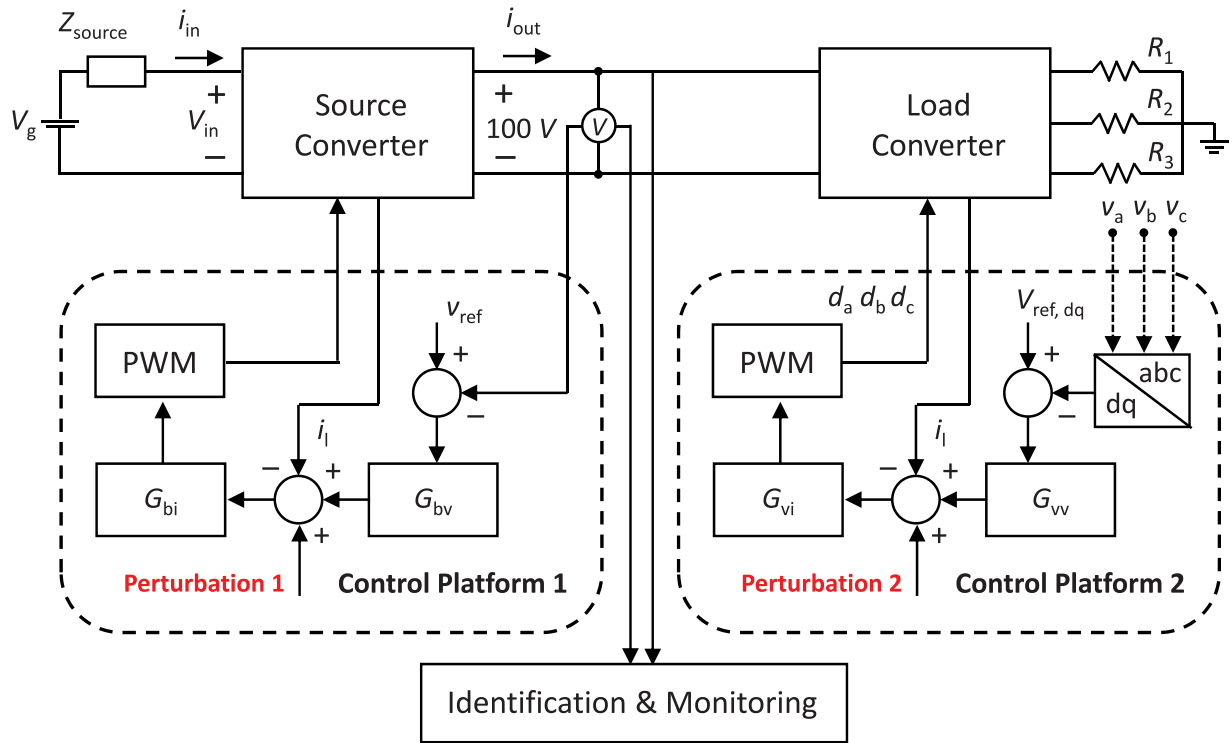 Z_source
i_in
i_out
V_g
+
V_in
−
Source
Converter
+
100 V
−
V
Load
Converter
R_1
R_2
R_3
v_a v_b v_c
PWM
v_ref
+
−
i_l
−
+
+
G_bi
G_bv
Perturbation 1
Control Platform 1
d_a d_b d_c
PWM
V_ref, dq
+
−
abc
dq
i_l
−
+
+
G_vi
G_vv
Perturbation 2
Control Platform 2
Identification & Monitoring